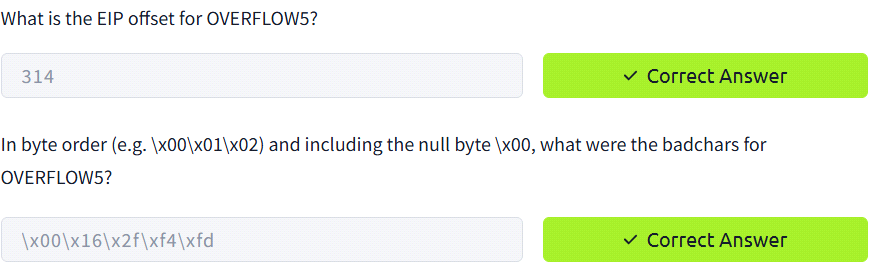 What is the EIP offset for OVERFLOW5?
314
✓ Correct Answer
In byte order (e.g. \x00\x01\x02) and including the null byte \x00, what were the badchars for
OVERFLOW5?
\x00\x16\x2f\xf4\xfd
✓ Correct Answer